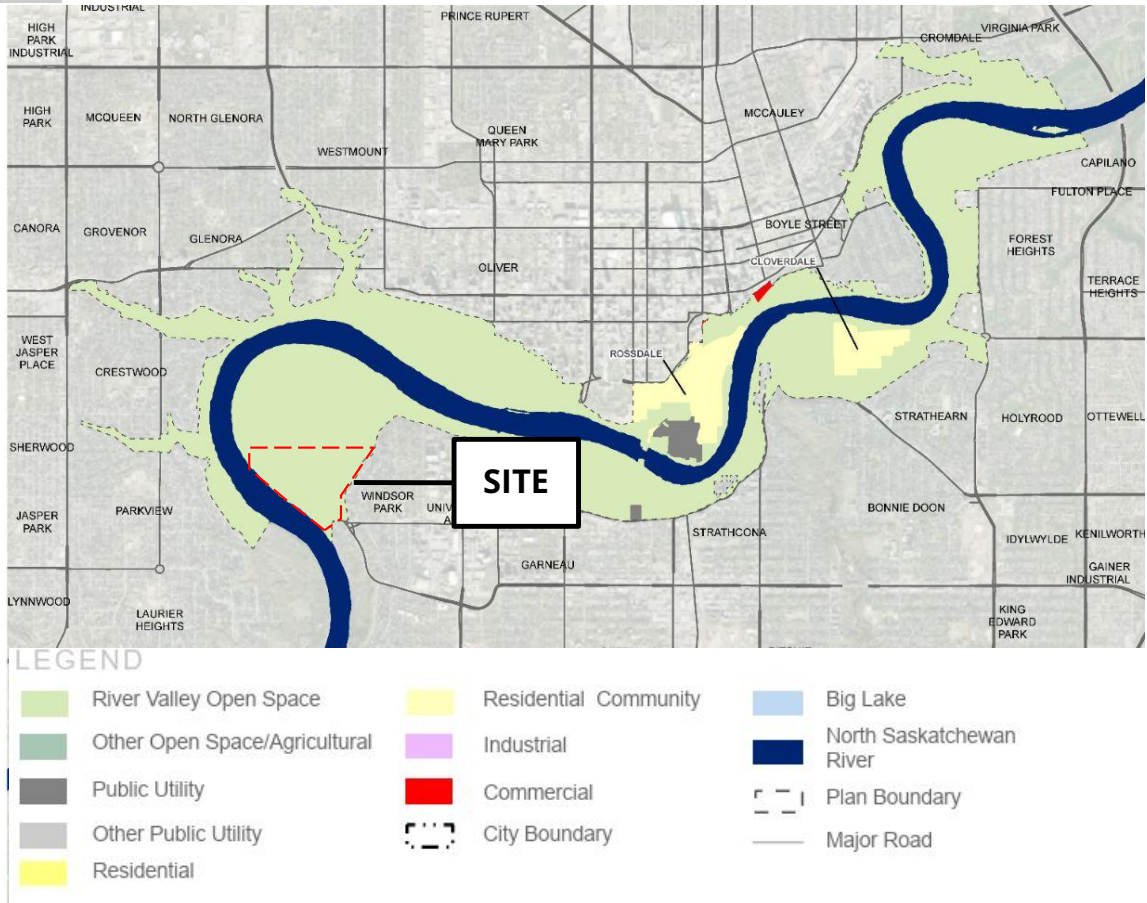 INDUSTRIAL
HIGH
PARK
INDUSTRIAL
PRINCE RUPERT
VIRGINIA PARK
CROMDALE
HIGH
PARK
MCQUEEN
NORTH GLENORA
MCCAULEY
QUEEN
MARY PARK
WESTMOUNT
CAPILANO
FULTON PLACE
CANORA
GROVENOR
GLENORA
BOYLE STREET
FOREST
HEIGHTS
CLOVERDALE
OLIVER
TERRACE
HEIGHTS
WEST
JASPER
PLACE
CRESTWOOD
ROSSDALE
STRATHEARN
HOLYROOD
OTTEWELL
SHERWOOD
SITE
WINDSOR
PARK
JASPER
PARK
PARKVIEW
BONNIE DOON
STRATHCONA
IDYLWYLDE
KENILWORTH
GARNEAU
GAINER
INDUSTRIAL
LYNNWOOD
LAURIER
HEIGHTS
KING
EDWARD
PARK
LEGEND
River Valley Open Space
Other Open Space/Agricultural
Public Utility
Other Public Utility
Residential
Residential Community
Industrial
Commercial
City Boundary
Big Lake
North Saskatchewan
River
Plan Boundary
Major Road